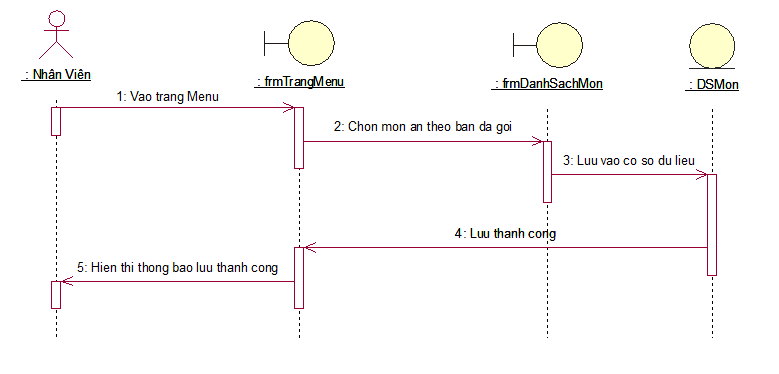 : Nhân Viên
: frmTrangMenu
: frmDanhSachMon
: DSMon
1: Vao trang Menu
2: Chon mon an theo ban da goi
3: Luu vao co so du lieu
4: Luu thanh cong
5: Hien thi thong bao luu thanh cong